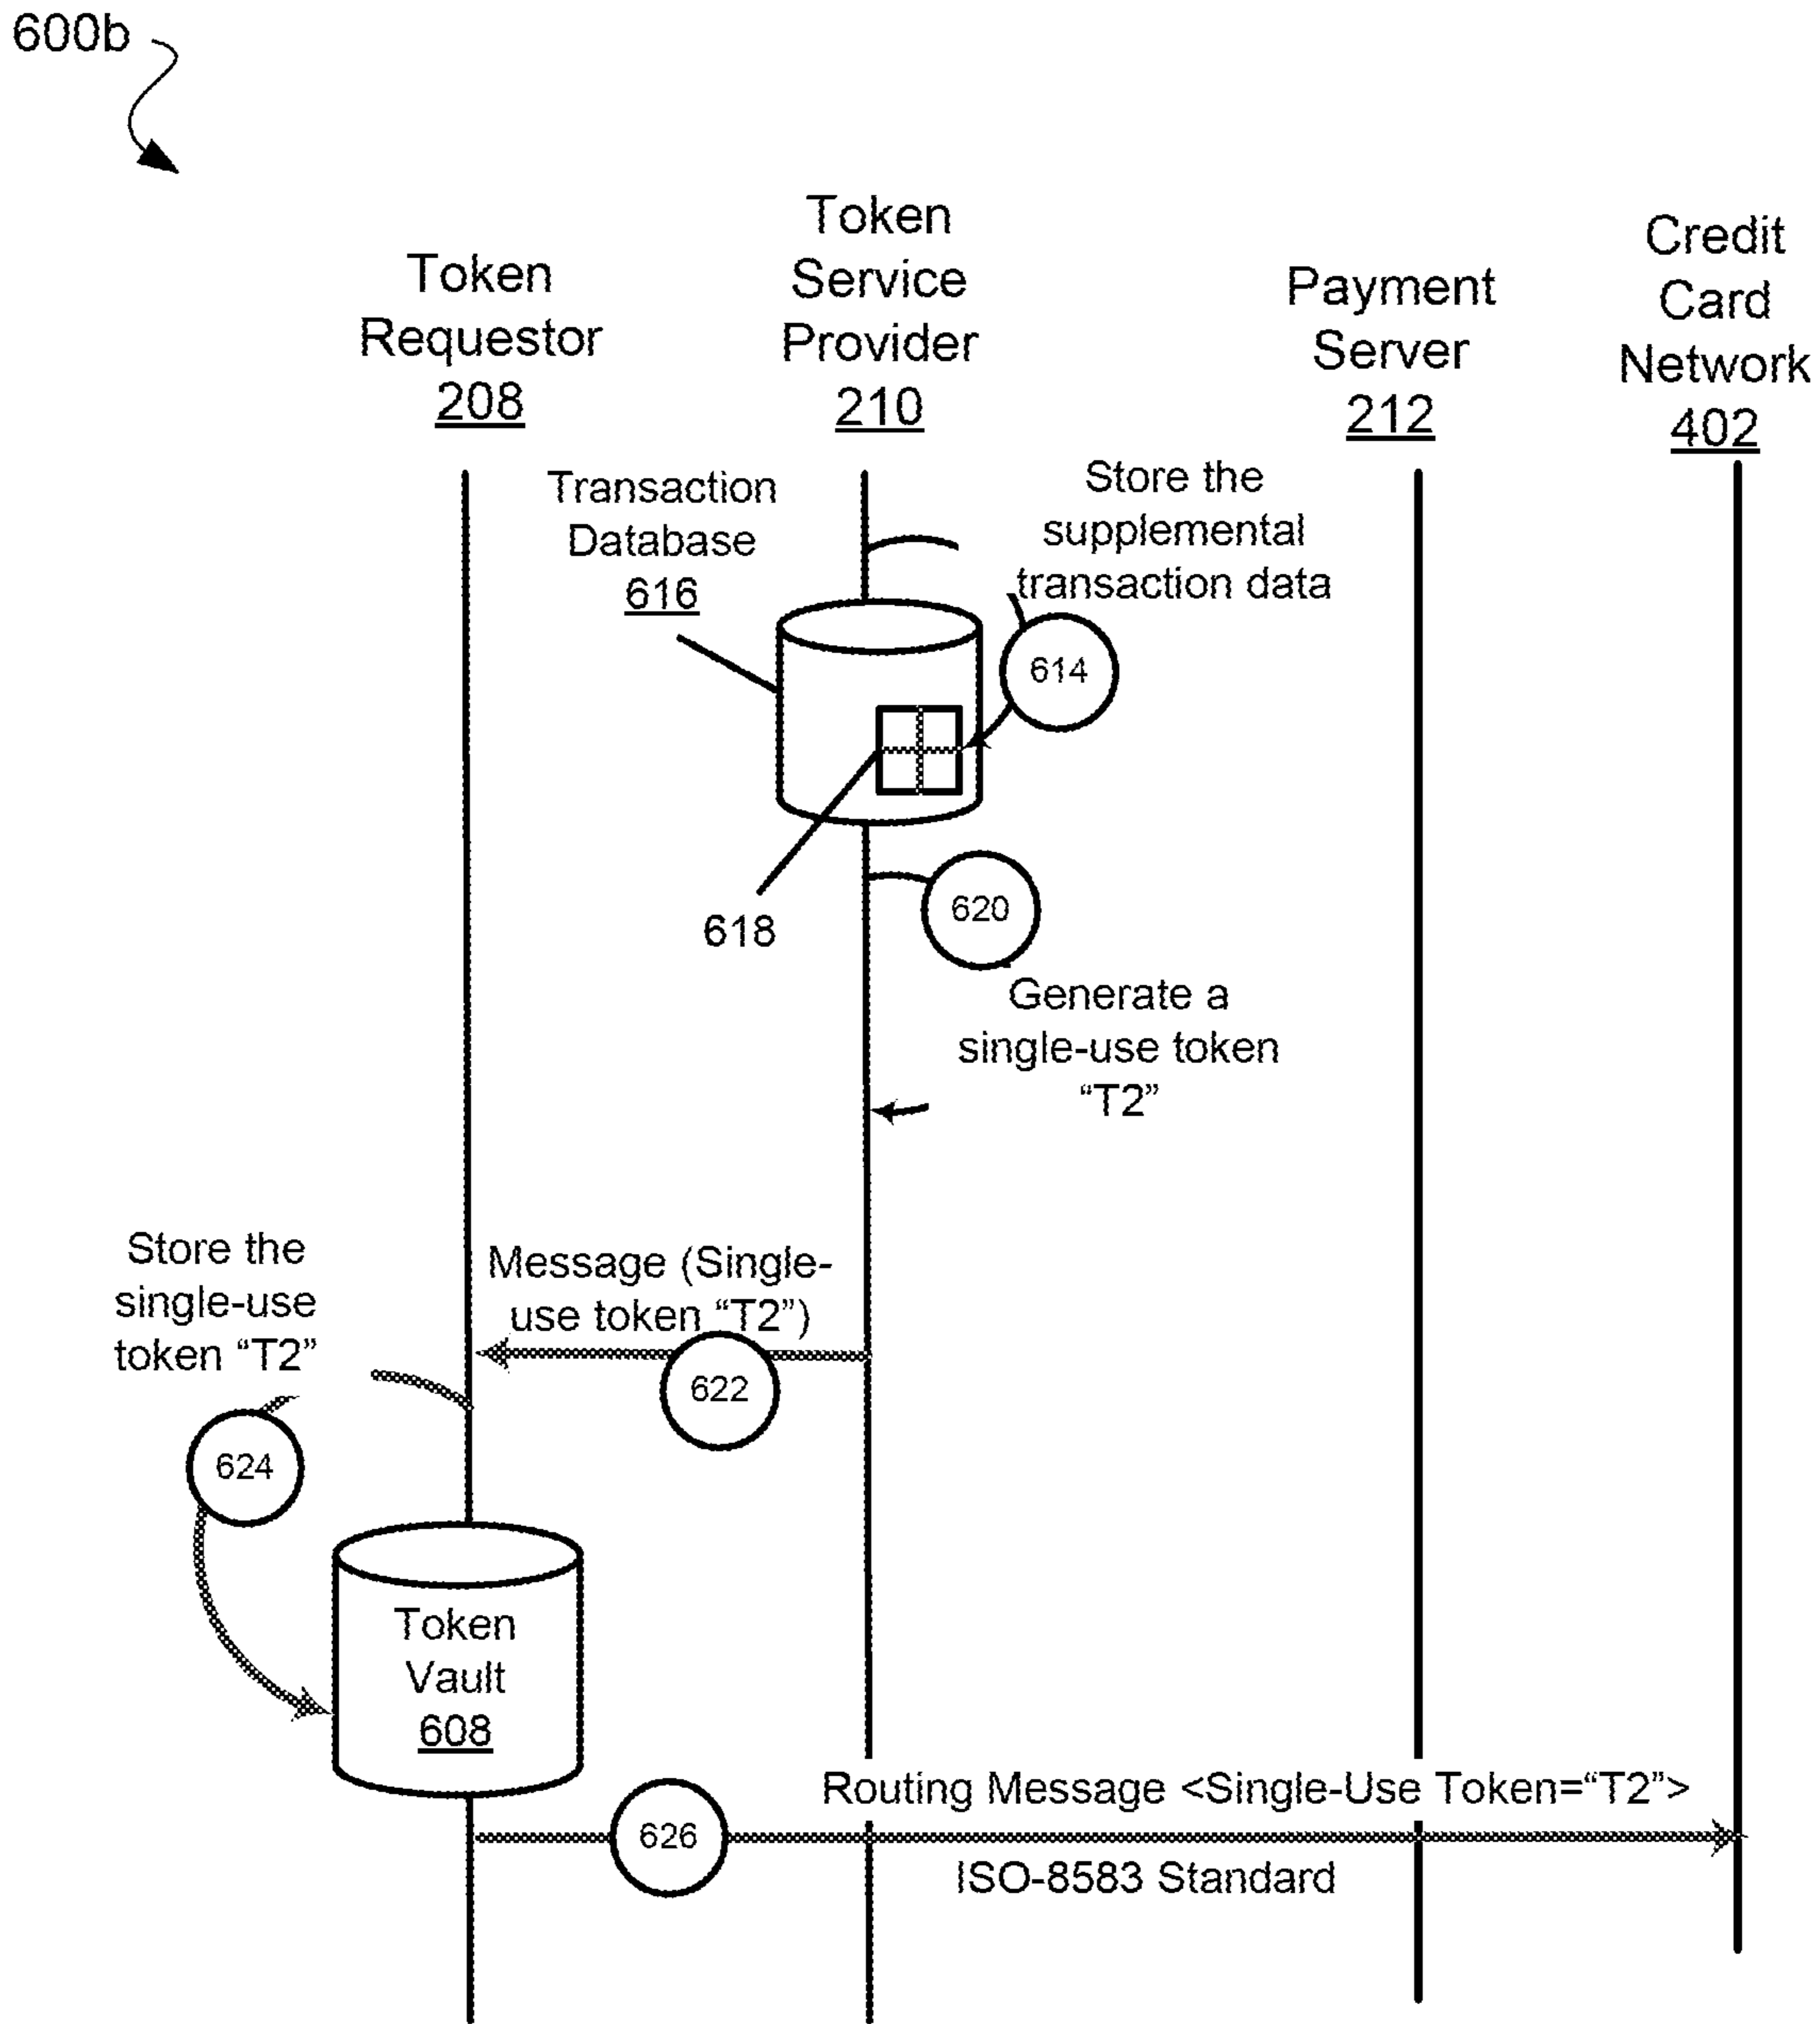 600b
Token
Requestor
208
Token
Service
Provider
210
Payment
Server
212
Credit
Card
Network
402
Transaction
Database
616
Store the
supplemental
transaction data
614
618
620
Generate a
single-use token
“T2”
Store the
single-use
token “T2”
Message (Single-
use token “T2”)
622
624
Token
Vault
608
Routing Message <Single-Use Token=“T2”>
626
ISO-8583 Standard